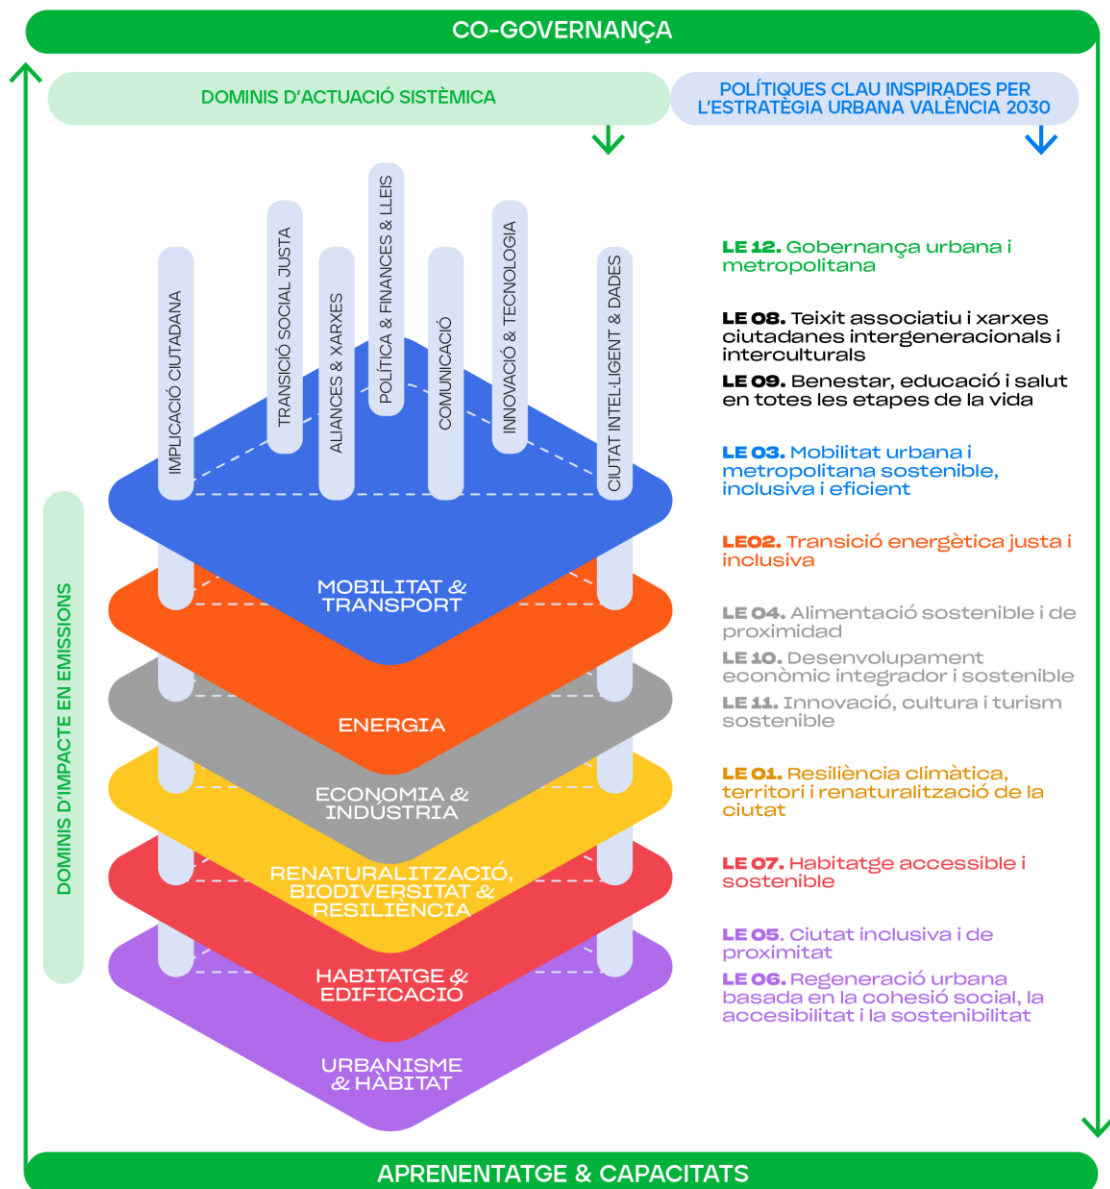 CO-GOVERNANÇA
DOMINIS D'ACTUACIÓ SISTÈMICA
POLÍTIQUES CLAU INSPIRADES PER
L'ESTRATÈGIA URBANA VALÈNCIA 2030
IMPLICACIÓ CIUTADANA
TRANSICIÓ SOCIAL JUSTA
ALIANCES & XARXES
POLÍTICA & FINANCES & LLEIS
COMUNICACIÓ
INNOVACIÓ & TECNOLOGIA
CIUTAT INTEL·LIGENT & DADES
DOMINIS D'IMPACTE EN EMISSIONS
MOBILITAT &
TRANSPORT
ENERGIA
ECONOMIA &
INDÚSTRIA
RENATURALITZACIÓ,
BIODIVERSITAT &
RESILIÈNCIA
HABITATGE &
EDIFICACIÓ
URBANISME
& HÀBITAT
LE 12. Gobernança urbana i
metropolitana
LE 08. Teixit associatiu i xarxes
ciutadanes intergeneracionals i
interculturals
LE 09. Benestar, educació i salut
en totes les etapes de la vida
LE 03. Mobilitat urbana i
metropolitana sostenible,
inclusiva i eficient
LE02. Transició energètica justa i
inclusiva
LE 04. Alimentació sostenible i de
proximidad
LE 10. Desenvolupament
econòmic integrador i sostenible
LE 11. Innovació, cultura i turism
sostenible
LE 01. Resiliència climàtica,
territori i renaturalització de la
ciutat
LE 07. Habitatge accessible i
sostenible
LE 05. Ciutat inclusiva i de
proximitat
LE 06. Regeneració urbana
basada en la cohesió social, la
accesibilitat i la sostenibilitat
APRENENTATGE & CAPACITATS